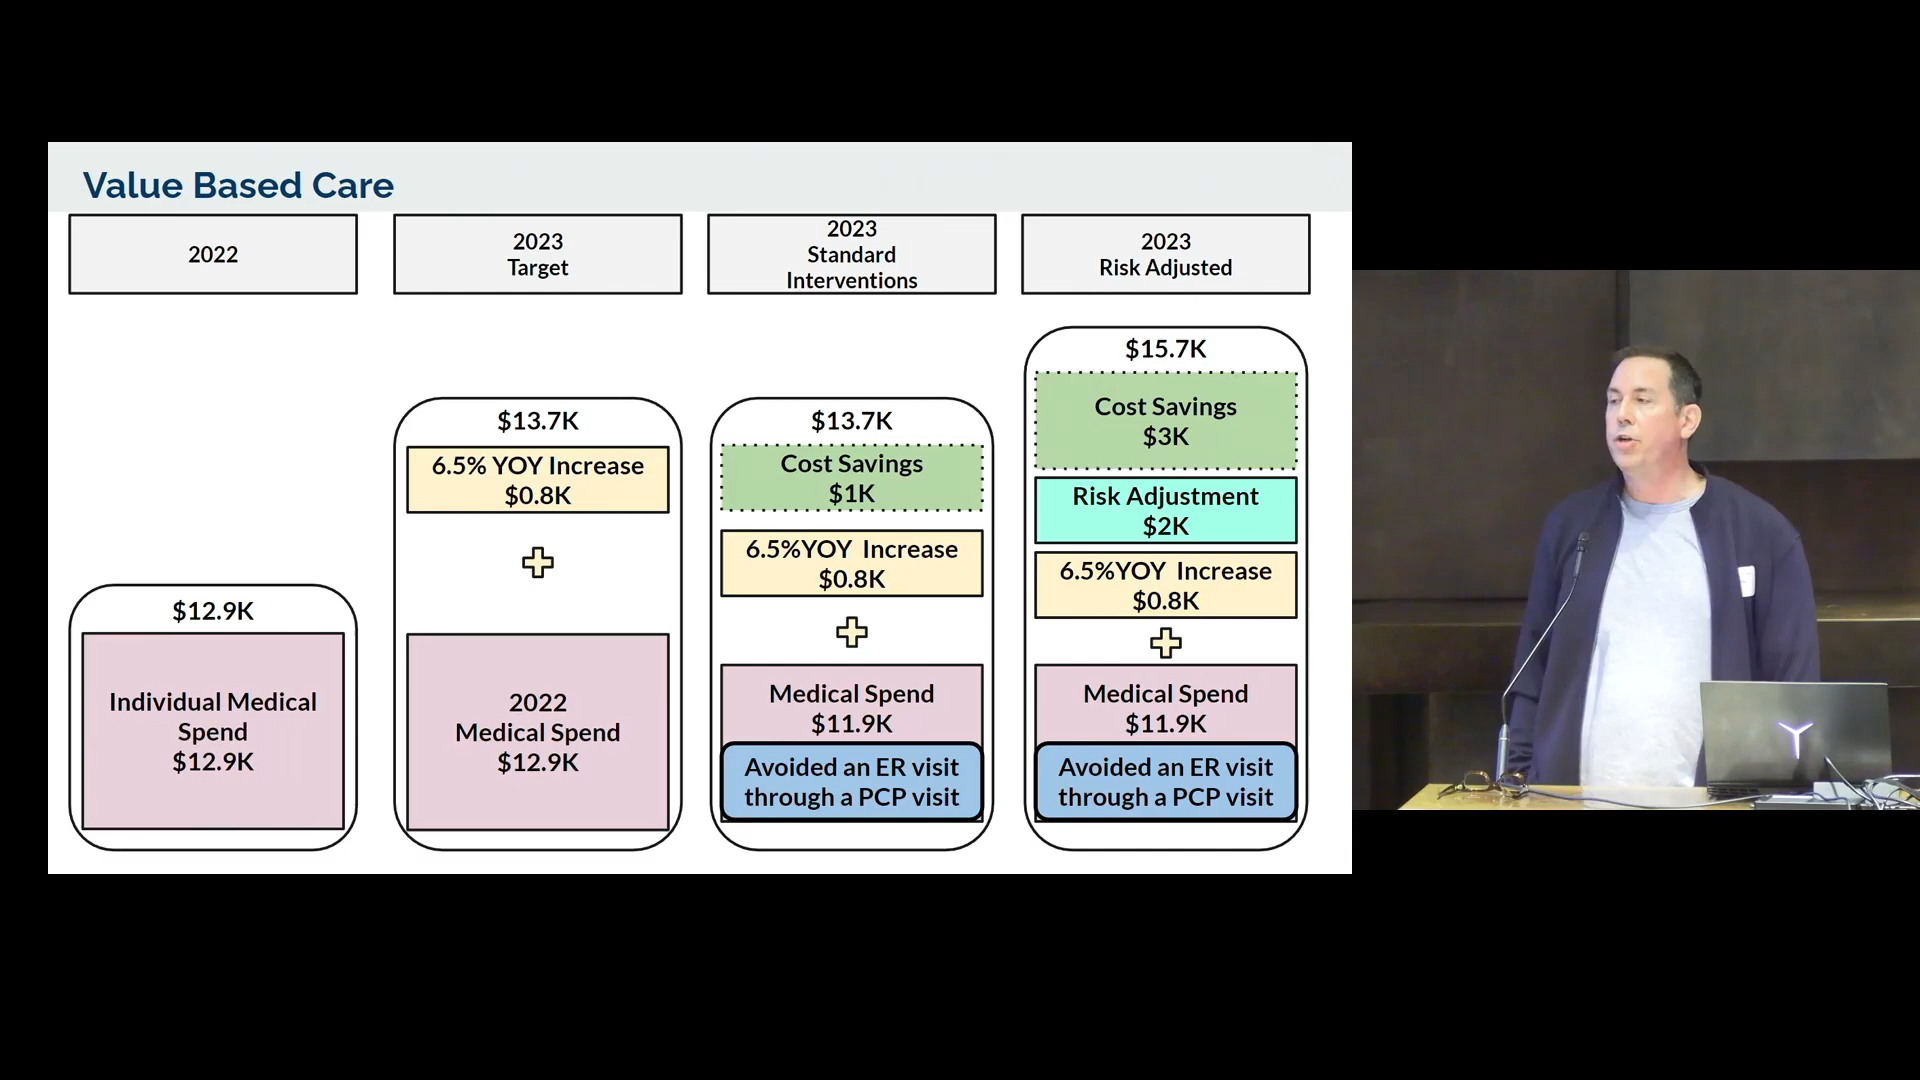 Value Based Care
2022
2023
Target
2023
Standard
Interventions
2023
Risk Adjusted
$12.9K
Individual Medical
Spend
$12.9K
$13.7K
6.5% YOY Increase
$0.8K
2022
Medical Spend
$12.9K
$13.7K
Cost Savings
$1K
6.5%YOY Increase
$0.8K
Medical Spend
$11.9K
Avoided an ER visit
through a PCP visit
$15.7K
Cost Savings
$3K
Risk Adjustment
$2K
6.5%YOY Increase
$0.8K
Medical Spend
$11.9K
Avoided an ER visit
through a PCP visit